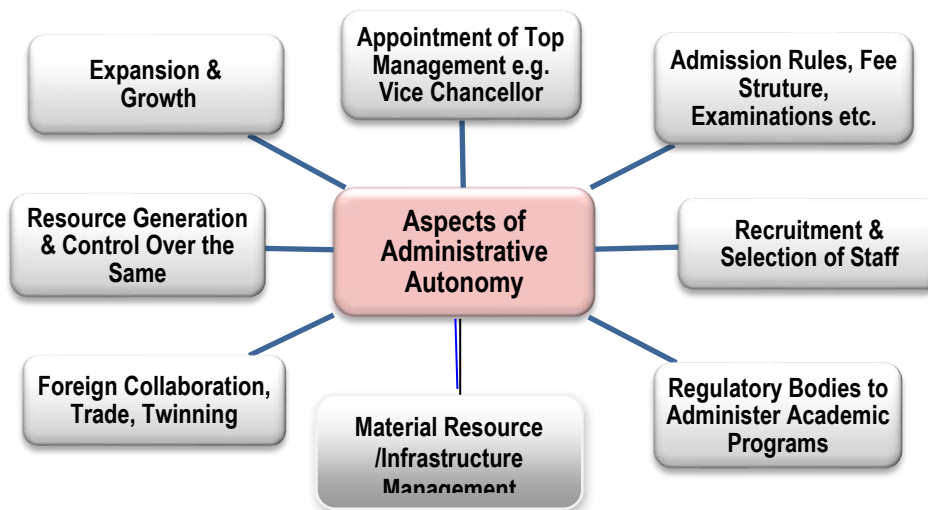 Appointment of Top
Management e.g.
Vice Chancellor
Expansion &
Growth
Admission Rules, Fee
Struture,
Examinations etc.
Resource Generation
& Control Over the
Same
Aspects of
Administrative
Autonomy
Recruitment &
Selection of Staff
Foreign Collaboration,
Trade, Twinning
Material Resource
/Infrastructure
Management
Regulatory Bodies to
Administer Academic
Programs